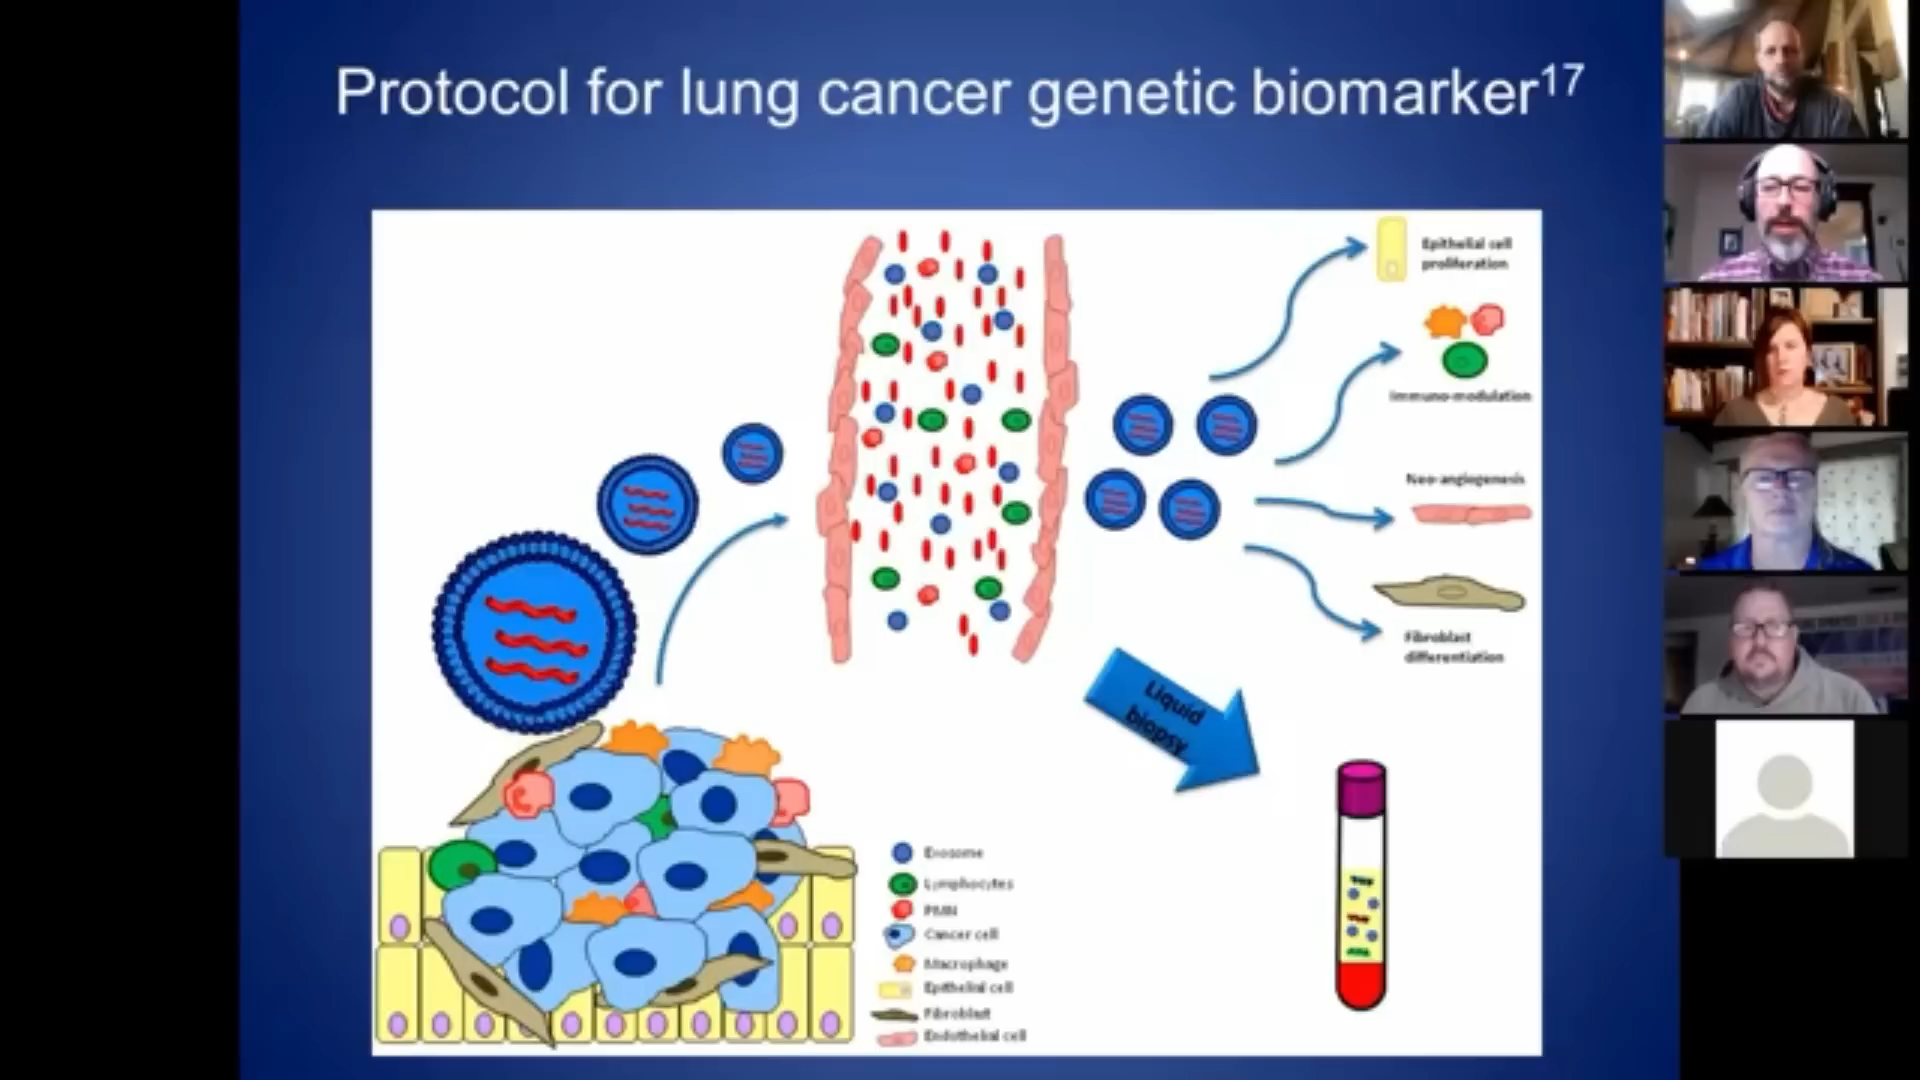 Protocol for lung cancer genetic biomarker17
Epithelial cell
proliferation
Immuno-modulation
Neo-angiogenesis
Fibroblast
differentiation
Liquid
biopsy
Exosome
Lymphocytes
PMN
Cancer cell
Macrophage
Epithelial cell
Fibroblast
Endothelial cell